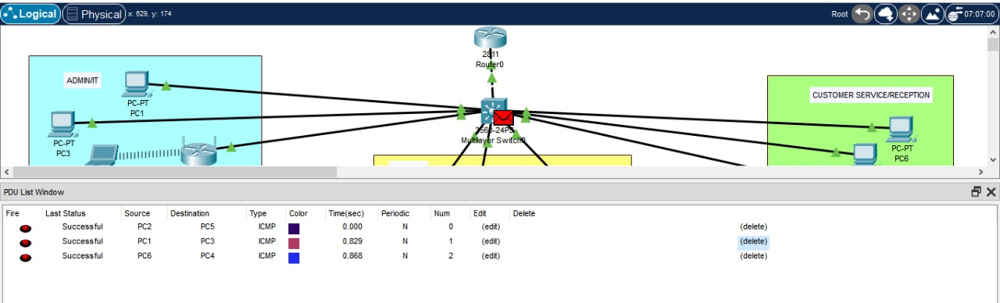 Logical Physical x: 629, y: 174 Root 07:07:00
2811
Router0
ADMIN/IT
CUSTOMER SERVICE/RECEPTION
PC-PT
PC1
3560-24PS
Multilayer Switch0
PC-PT
PC3
PC-PT
PC6
PDU List Window
Fire Last Status Source Destination Type Color Time(sec) Periodic Num Edit Delete
Successful PC2 PC5 ICMP 0.000 N 0 (edit) (delete)
Successful PC1 PC3 ICMP 0.829 N 1 (edit) (delete)
Successful PC6 PC4 ICMP 0.868 N 2 (edit) (delete)